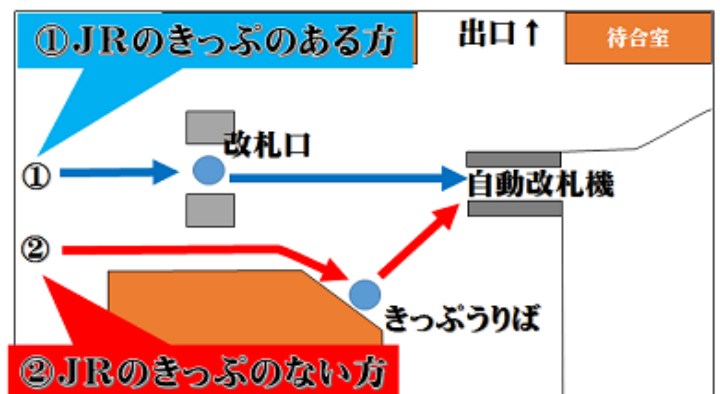 ①JRのきっぷのある方
出口↑
待合室
改札口
①
自動改札機
②
きっぷうりば
②JRのきっぷのない方